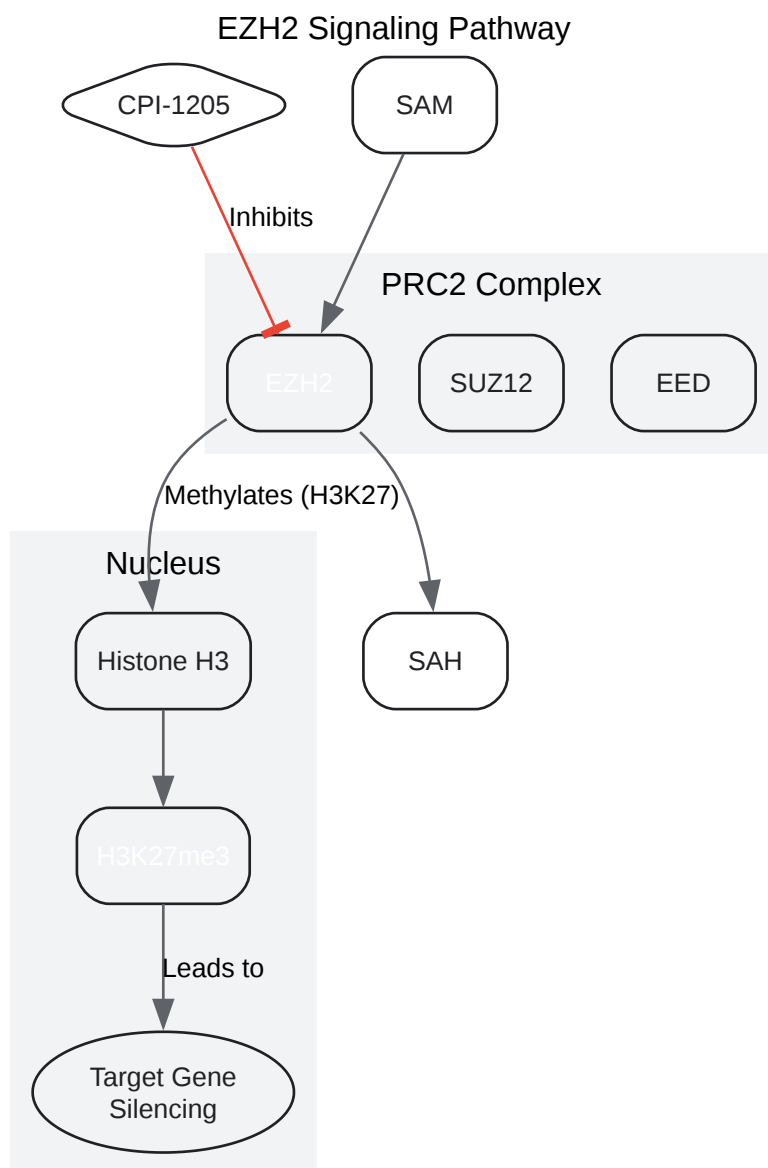 EZH2 Signaling Pathway
CPI-1205
SAM
Inhibits
PRC2 Complex
EZH2
SUZ12
EED
Methylates (H3K27)
Nucleus
Histone H3
SAH
H3K27me3
Leads to
Target Gene
Silencing